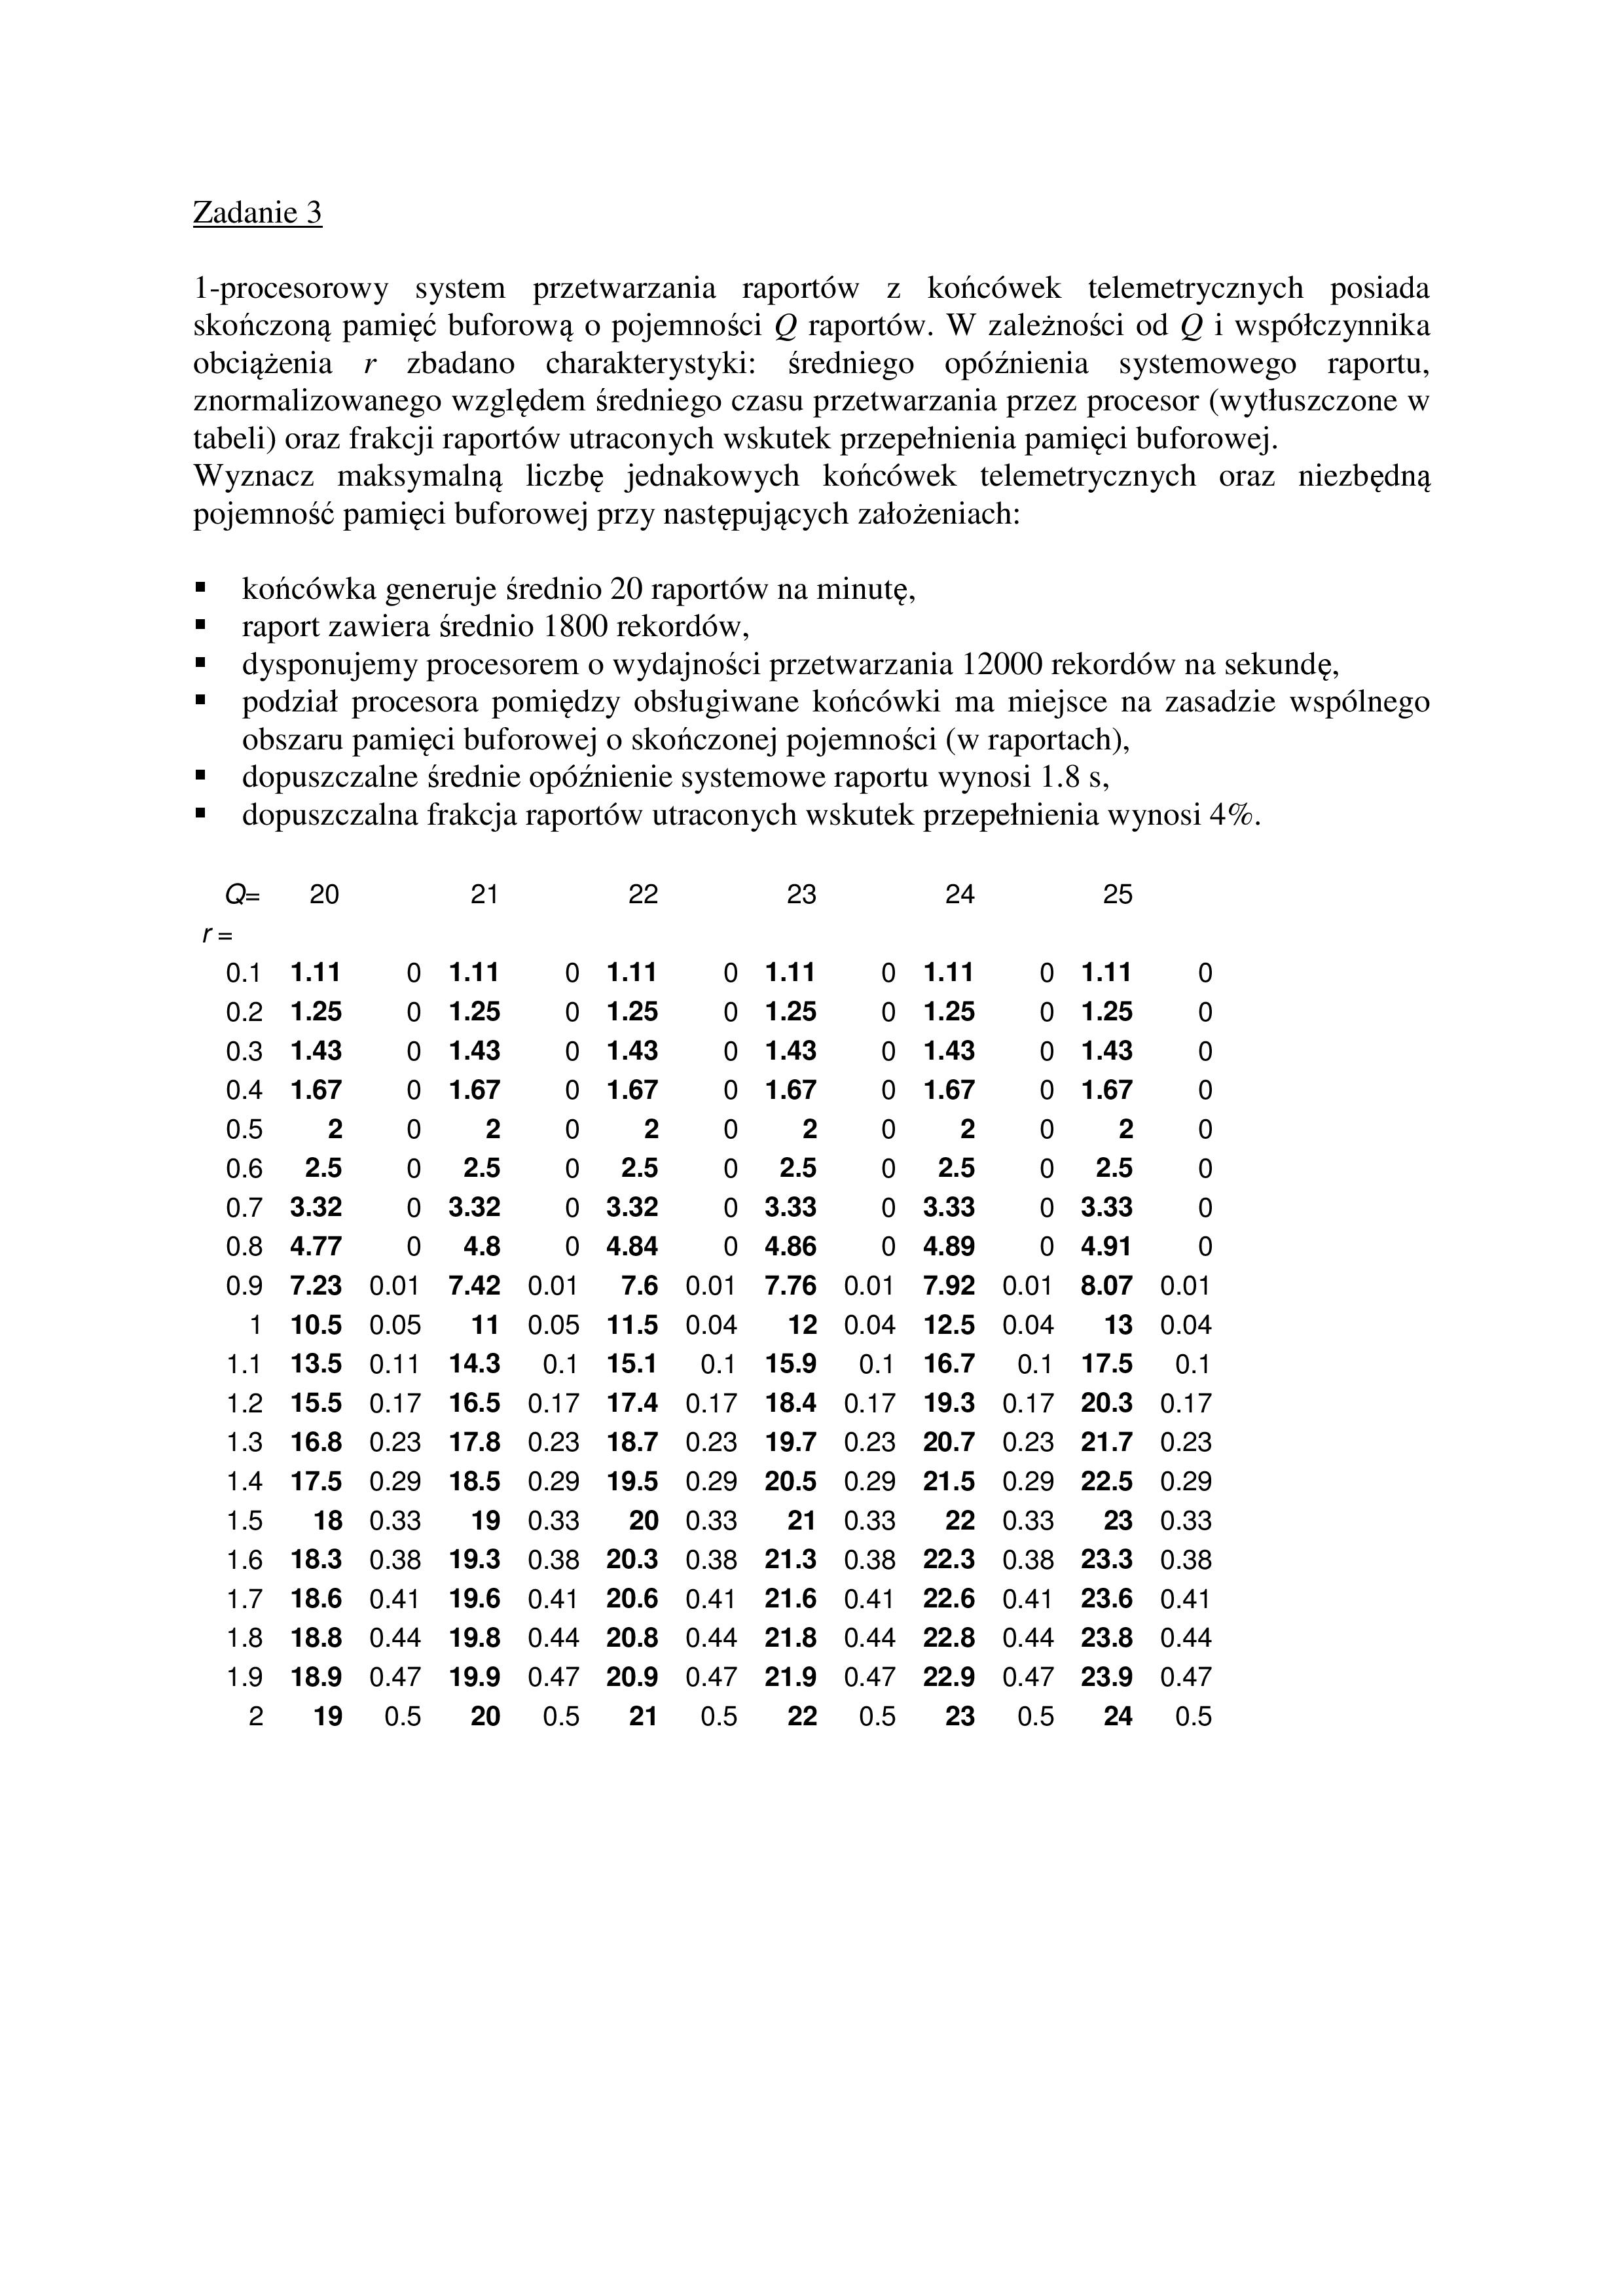 Zadanie 3
1-procesorowy system przetwarzania raportów z końcówek telemetrycznych posiada
skończoną pamięć buforową o pojemności Q raportów. W zależności od Q i współczynnika
obciążenia r zbadano charakterystyki: średniego opóźnienia systemowego raportu,
znormalizowanego względem średniego czasu przetwarzania przez procesor (wytłuszczone w
tabeli) oraz frakcji raportów utraconych wskutek przepełnienia pamięci buforowej.
Wyznacz maksymalną liczbę jednakowych końcówek telemetrycznych oraz niezbędną
pojemność pamięci buforowej przy następujących założeniach:
▪ końcówka generuje średnio 20 raportów na minutę,
▪ raport zawiera średnio 1800 rekordów,
▪ dysponujemy procesorem o wydajności przetwarzania 12000 rekordów na sekundę,
▪ podział procesora pomiędzy obsługiwane końcówki ma miejsce na zasadzie wspólnego
obszaru pamięci buforowej o skończonej pojemności (w raportach),
▪ dopuszczalne średnie opóźnienie systemowe raportu wynosi 1.8 s,
▪ dopuszczalna frakcja raportów utraconych wskutek przepełnienia wynosi 4%.
Q= 20 21 22 23 24 25
r =
0.1 1.11 0 1.11 0 1.11 0 1.11 0 1.11 0 1.11 0
0.2 1.25 0 1.25 0 1.25 0 1.25 0 1.25 0 1.25 0
0.3 1.43 0 1.43 0 1.43 0 1.43 0 1.43 0 1.43 0
0.4 1.67 0 1.67 0 1.67 0 1.67 0 1.67 0 1.67 0
0.5 2 0 2 0 2 0 2 0 2 0 2 0
0.6 2.5 0 2.5 0 2.5 0 2.5 0 2.5 0 2.5 0
0.7 3.32 0 3.32 0 3.32 0 3.33 0 3.33 0 3.33 0
0.8 4.77 0 4.8 0 4.84 0 4.86 0 4.89 0 4.91 0
0.9 7.23 0.01 7.42 0.01 7.6 0.01 7.76 0.01 7.92 0.01 8.07 0.01
1 10.5 0.05 11 0.05 11.5 0.04 12 0.04 12.5 0.04 13 0.04
1.1 13.5 0.11 14.3 0.1 15.1 0.1 15.9 0.1 16.7 0.1 17.5 0.1
1.2 15.5 0.17 16.5 0.17 17.4 0.17 18.4 0.17 19.3 0.17 20.3 0.17
1.3 16.8 0.23 17.8 0.23 18.7 0.23 19.7 0.23 20.7 0.23 21.7 0.23
1.4 17.5 0.29 18.5 0.29 19.5 0.29 20.5 0.29 21.5 0.29 22.5 0.29
1.5 18 0.33 19 0.33 20 0.33 21 0.33 22 0.33 23 0.33
1.6 18.3 0.38 19.3 0.38 20.3 0.38 21.3 0.38 22.3 0.38 23.3 0.38
1.7 18.6 0.41 19.6 0.41 20.6 0.41 21.6 0.41 22.6 0.41 23.6 0.41
1.8 18.8 0.44 19.8 0.44 20.8 0.44 21.8 0.44 22.8 0.44 23.8 0.44
1.9 18.9 0.47 19.9 0.47 20.9 0.47 21.9 0.47 22.9 0.47 23.9 0.47
2 19 0.5 20 0.5 21 0.5 22 0.5 23 0.5 24 0.5